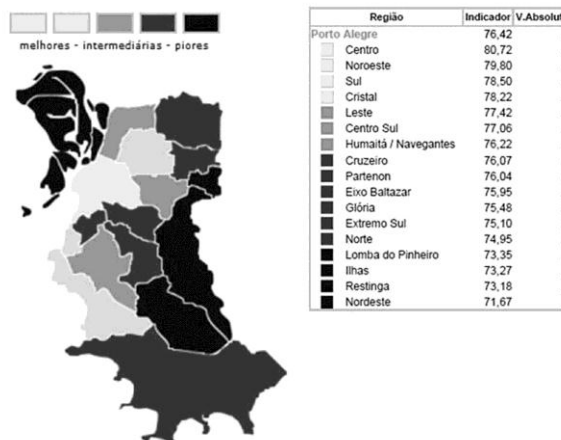 melhores - intermediárias - piores
Região Indicador V.Absolut
Porto Alegre 76,42
Centro 80,72
Noroeste 79,80
Sul 78,50
Cristal 78,22
Leste 77,42
Centro Sul 77,06
Humaitá / Navegantes 76,22
Cruzeiro 76,07
Partenon 76,04
Eixo Baltazar 75,95
Glória 75,48
Extremo Sul 75,10
Norte 74,95
Lomba do Pinheiro 73,35
Ilhas 73,27
Restinga 73,18
Nordeste 71,67